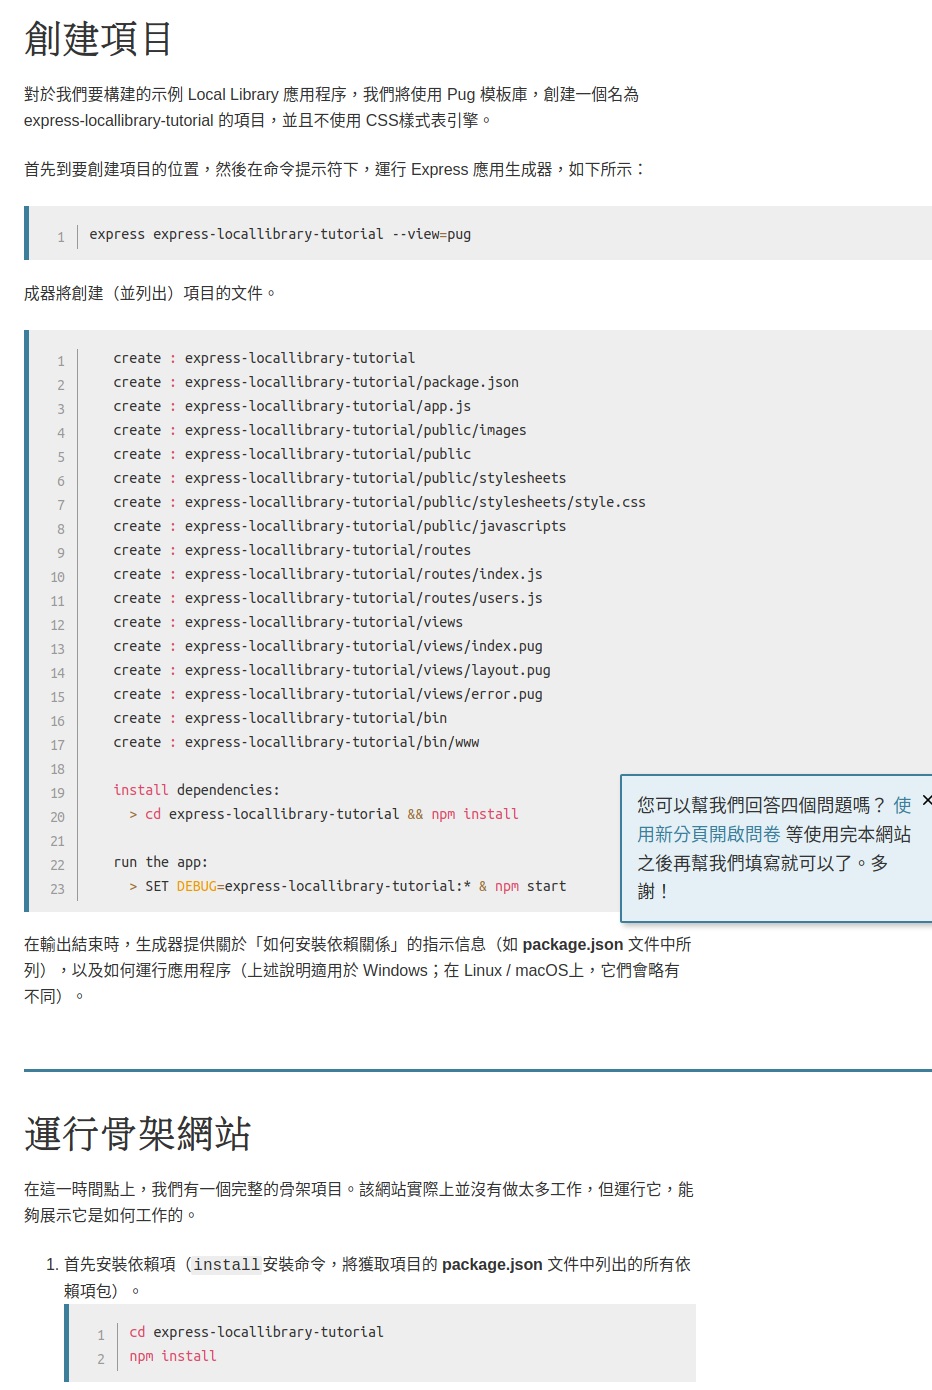 創建項目
對於我們要構建的示例 Local Library 應用程序，我們將使用 Pug 模板庫，創建一個名為
express-locallibrary-tutorial 的項目，並且不使用 CSS樣式表引擎。
首先到要創建項目的位置，然後在命令提示符下，運行 Express 應用生成器，如下所示：
1 express express-locallibrary-tutorial --view=pug
成器將創建（並列出）項目的文件。
1 create : express-locallibrary-tutorial
2 create : express-locallibrary-tutorial/package.json
3 create : express-locallibrary-tutorial/app.js
4 create : express-locallibrary-tutorial/public/images
5 create : express-locallibrary-tutorial/public
6 create : express-locallibrary-tutorial/public/stylesheets
7 create : express-locallibrary-tutorial/public/stylesheets/style.css
8 create : express-locallibrary-tutorial/public/javascripts
9 create : express-locallibrary-tutorial/routes
10 create : express-locallibrary-tutorial/routes/index.js
11 create : express-locallibrary-tutorial/routes/users.js
12 create : express-locallibrary-tutorial/views
13 create : express-locallibrary-tutorial/views/index.pug
14 create : express-locallibrary-tutorial/views/layout.pug
15 create : express-locallibrary-tutorial/views/error.pug
16 create : express-locallibrary-tutorial/bin
17 create : express-locallibrary-tutorial/bin/www
18
19 install dependencies:
20 > cd express-locallibrary-tutorial && npm install
21
22 run the app:
23 > SET DEBUG=express-locallibrary-tutorial:* & npm start
您可以幫我們回答四個問題嗎？ 使
用新分頁開啟問卷 等使用完本網站
之後再幫我們填寫就可以了。多
謝！
×
在輸出結束時，生成器提供關於「如何安裝依賴關係」的指示信息（如 package.json 文件中所
列），以及如何運行應用程序（上述說明適用於 Windows；在 Linux / macOS上，它們會略有
不同）。
運行骨架網站
在這一時間點上，我們有一個完整的骨架項目。該網站實際上並沒有做太多工作，但運行它，能
夠展示它是如何工作的。
1. 首先安裝依賴項（install安裝命令，將獲取項目的 package.json 文件中列出的所有依
賴項包）。
1 cd express-locallibrary-tutorial
2 npm install